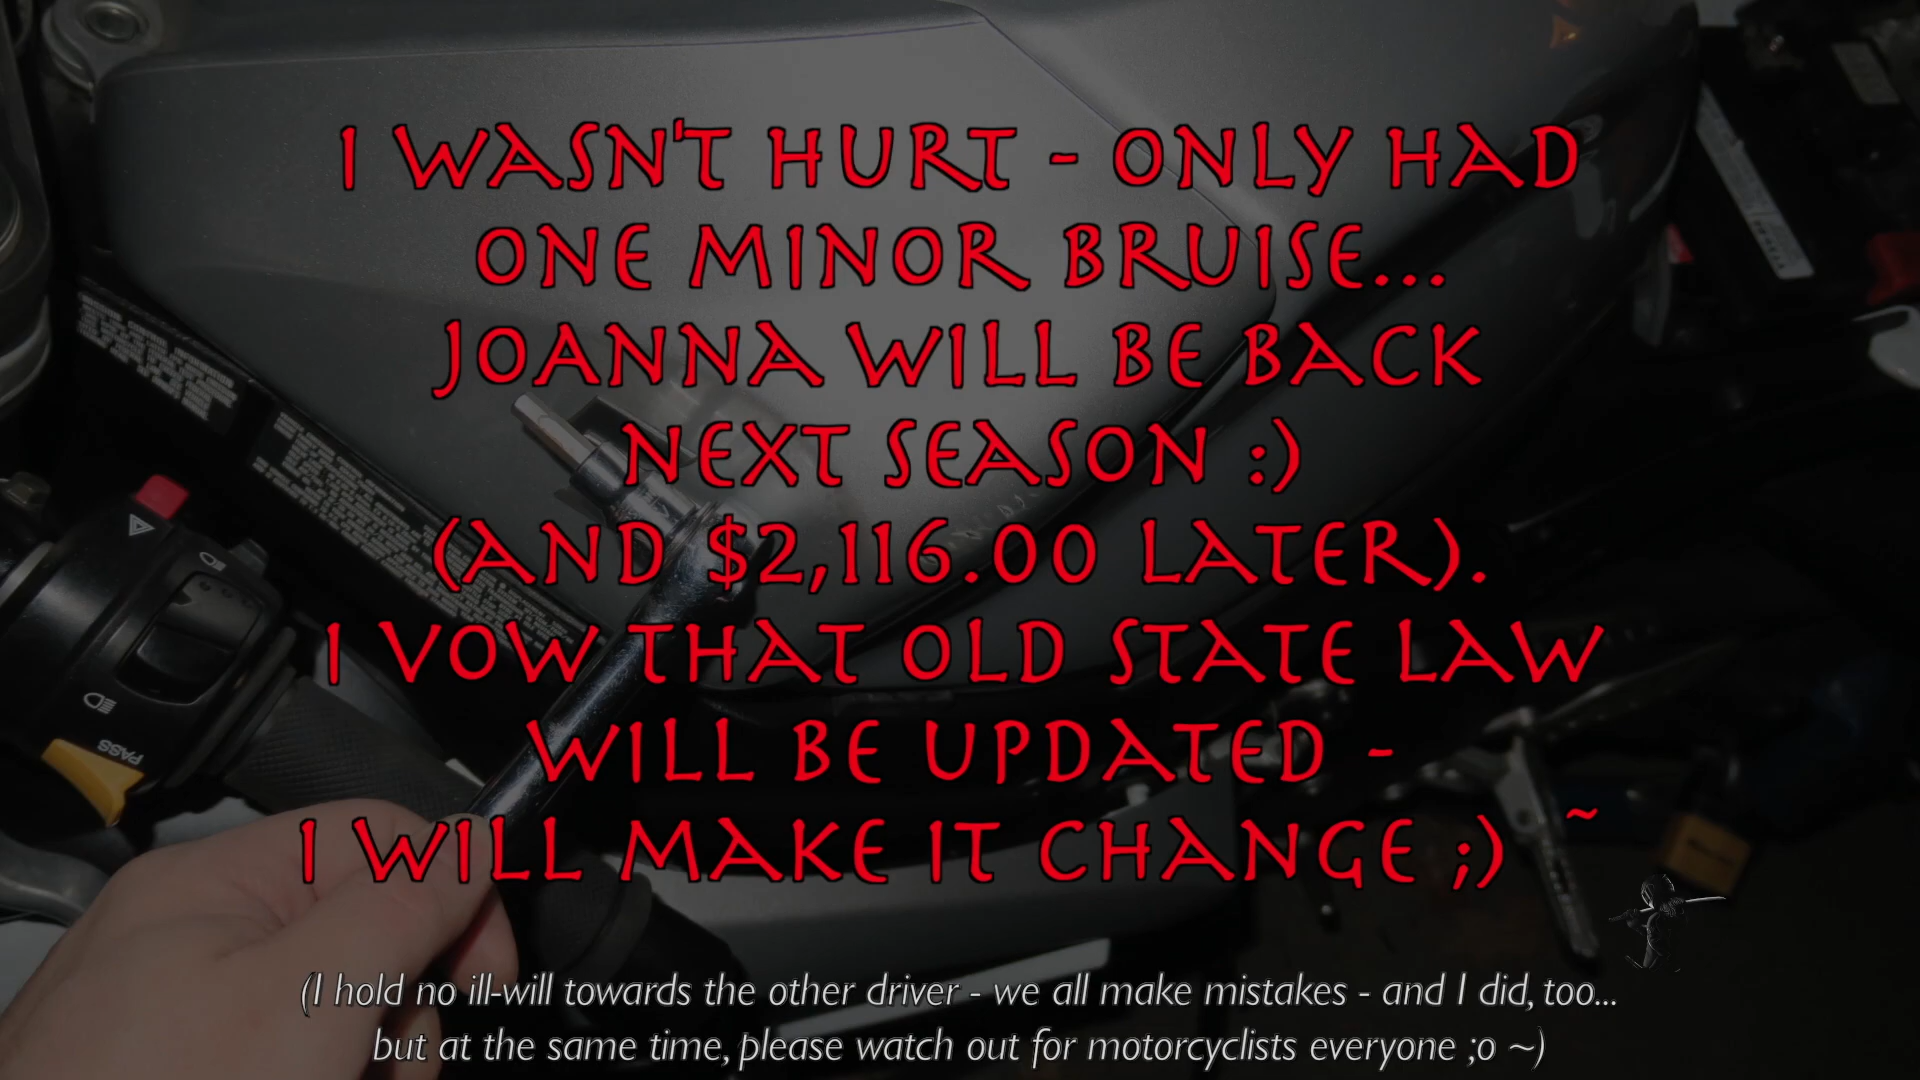 I WASN'T HURT - ONLY HAD
ONE MINOR BRUISE...
JOANNA WILL BE BACK
NEXT SEASON :)
(AND $2,116.00 LATER).
I VOW THAT OLD STATE LAW
WILL BE UPDATED -
I WILL MAKE IT CHANGE ;) ~
PASS
(I hold no ill-will towards the other driver - we all make mistakes - and I did, too...
but at the same time, please watch out for motorcyclists everyone ;o ~)